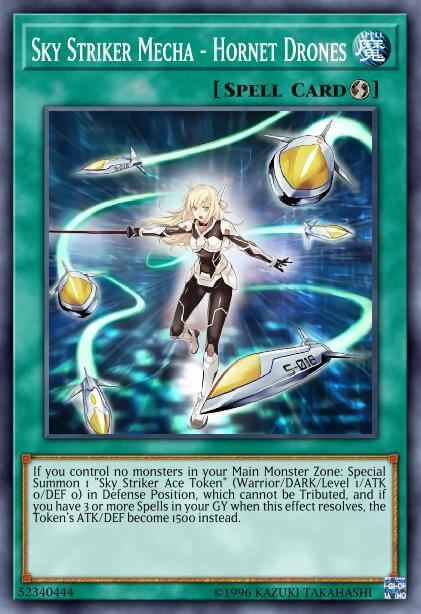 SKY STRIKER MECHA - HORNET DRONES
SPELL
魔
[SPELL CARD]
S-018
S-018
If you control no monsters in your Main Monster Zone: Special
Summon 1 "Sky Striker Ace Token" (Warrior/DARK/Level 1/ATK
0/DEF 0) in Defense Position, which cannot be Tributed, and if
you have 3 or more Spells in your GY when this effect resolves, the
Token's ATK/DEF become 1500 instead.
52340444
©1996 KAZUKI TAKAHASHI